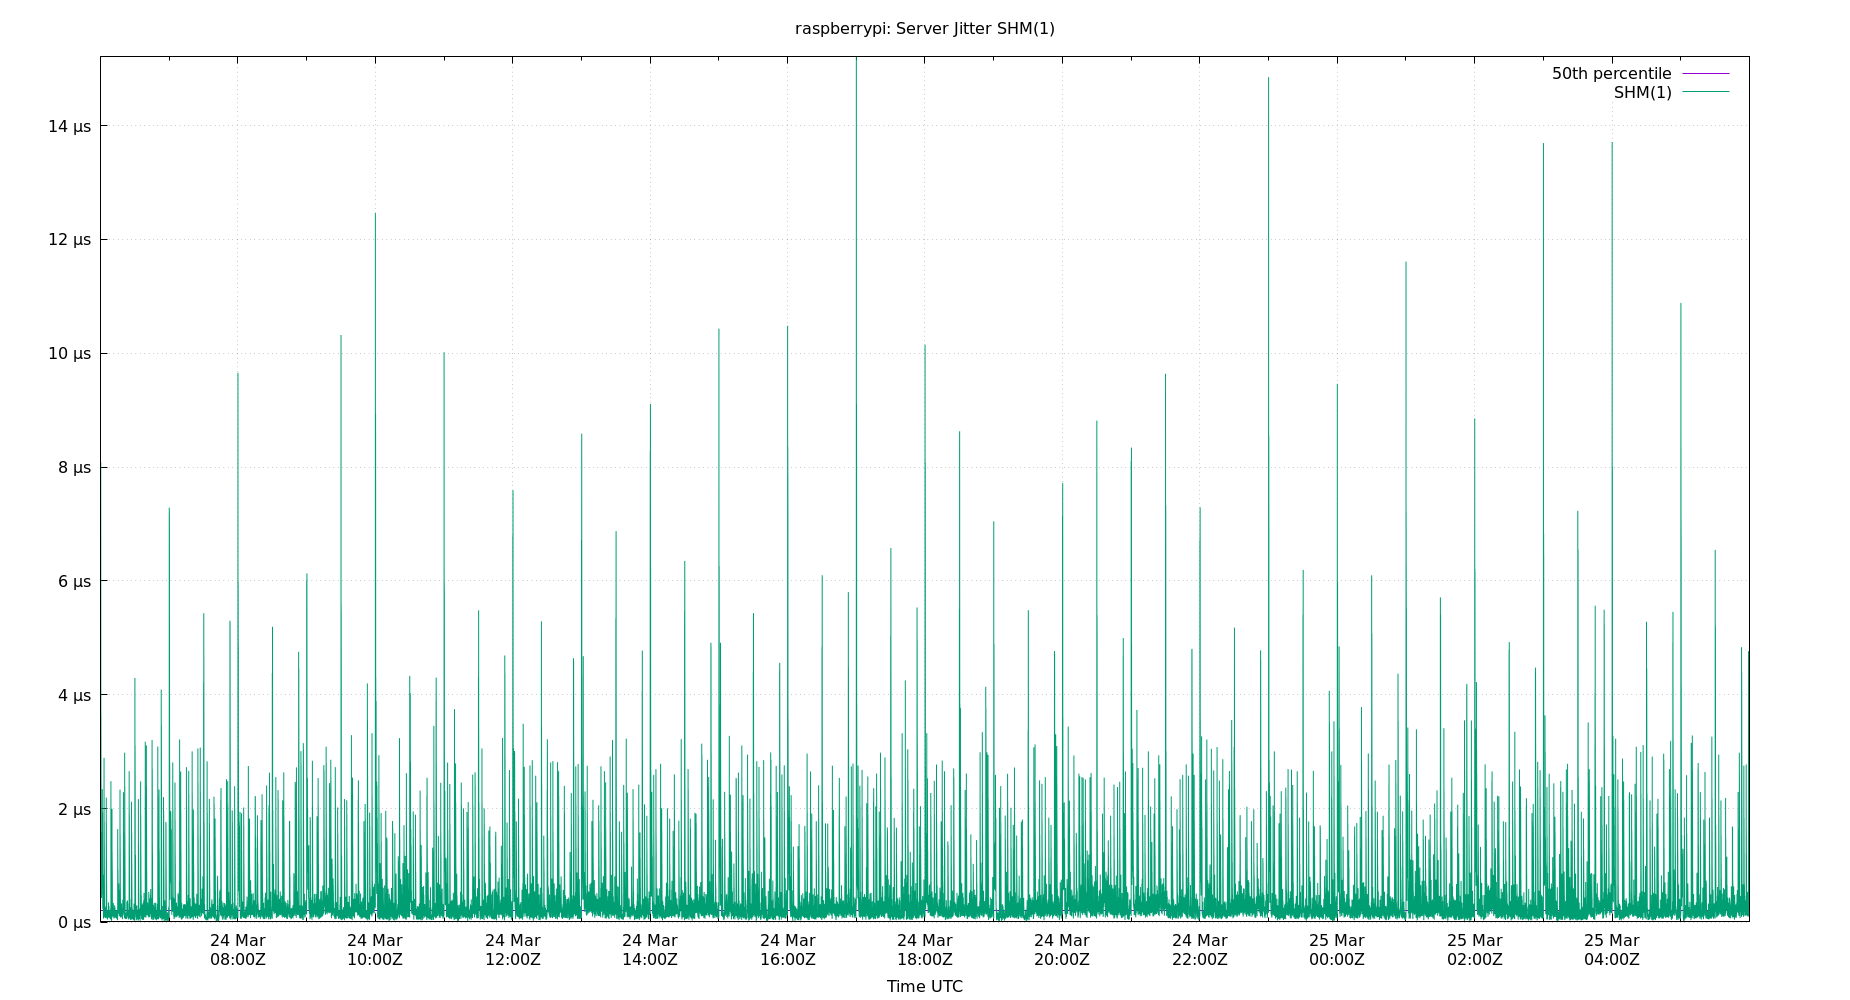 raspberrypi: Server Jitter SHM(1)
50th percentile
SHM(1)
14 µs
12 µs
10 µs
8 µs
6 µs
4 µs
2 µs
0 µs
24 Mar 24 Mar 24 Mar 24 Mar 24 Mar 24 Mar 24 Mar 24 Mar 25 Mar 25 Mar 25 Mar
08:00Z 10:00Z 12:00Z 14:00Z 16:00Z 18:00Z 20:00Z 22:00Z 00:00Z 02:00Z 04:00Z
Time UTC